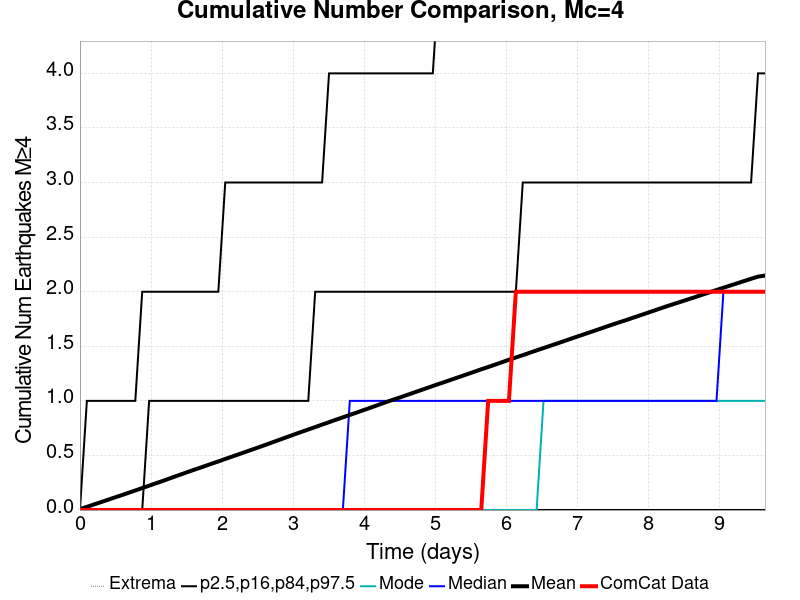 Cumulative Number Comparison, Mc=4
Cumulative Num Earthquakes M≥4
4.0
3.5
3.0
2.5
2.0
1.5
1.0
0.5
0.0
0 1 2 3 4 5 6 7 8 9
Time (days)
Extrema p2.5,p16,p84,p97.5 Mode Median Mean ComCat Data